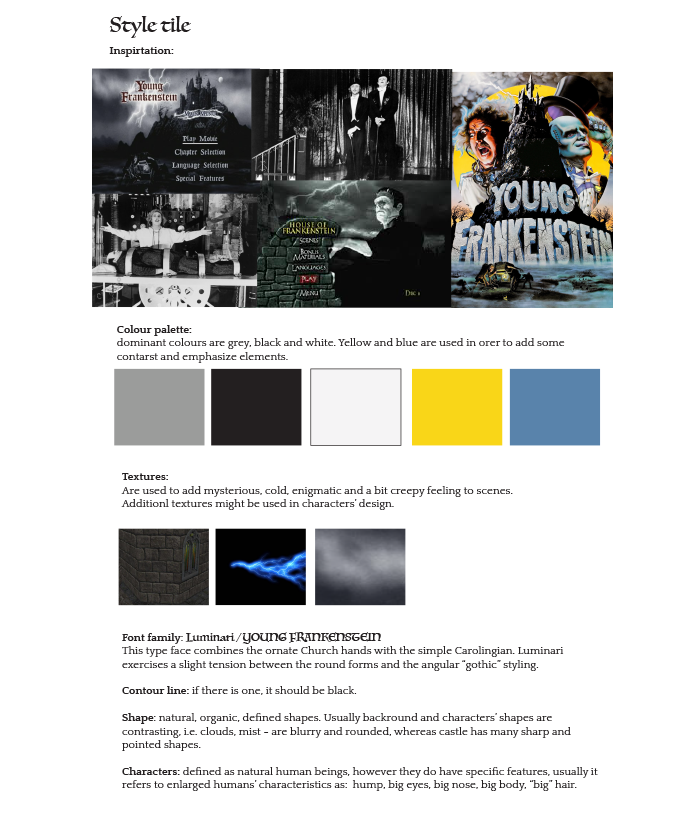 Style tile
Inspirtation:
Young
Frankenstein
Play Movie
Chapter Selection
Language Selection
Special Features
HOUSE OF
FRANKENSTEIN
SCENES
BONUS
MATERIALS
LANGUAGES
PLAY
MENU
DISC 1
YOUNG
FRANKENSTEIN
Colour palette:
dominant colours are grey, black and white. Yellow and blue are used in orer to add some
contarst and emphasize elements.
Textures:
Are used to add mysterious, cold, enigmatic and a bit creepy feeling to scenes.
Additionl textures might be used in characters’ design.
Font family: Luminari/YOUNG FRANKENSTEIN
This type face combines the ornate Church hands with the simple Carolingian. Luminari
exercises a slight tension between the round forms and the angular “gothic” styling.
Contour line: if there is one, it should be black.
Shape: natural, organic, defined shapes. Usually backround and characters’ shapes are
contrasting, i.e. clouds, mist – are blurry and rounded, whereas castle has many sharp and
pointed shapes.
Characters: defined as natural human beings, however they do have specific features, usually it
refers to enlarged humans’ characteristics as: hump, big eyes, big nose, big body, “big” hair.